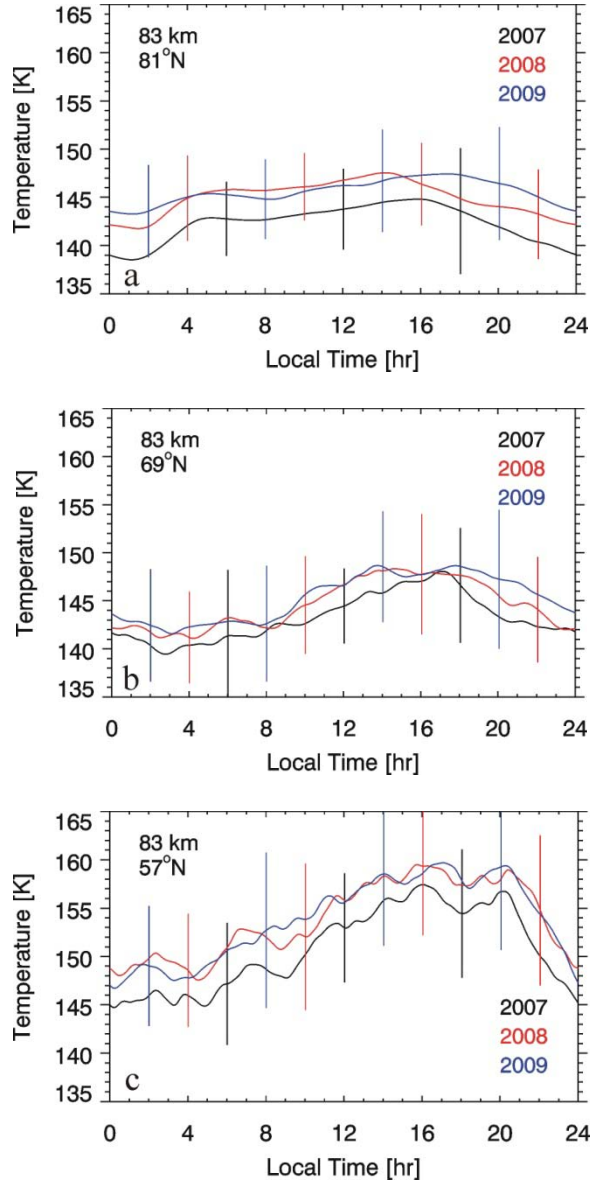 165
160
155
150
145
140
135
Temperature [K]
83 km
81°N
2007
2008
2009
a
0 4 8 12 16 20 24
Local Time [hr]
165
160
155
150
145
140
135
Temperature [K]
83 km
69°N
2007
2008
2009
b
0 4 8 12 16 20 24
Local Time [hr]
165
160
155
150
145
140
135
Temperature [K]
83 km
57°N
2007
2008
2009
c
0 4 8 12 16 20 24
Local Time [hr]